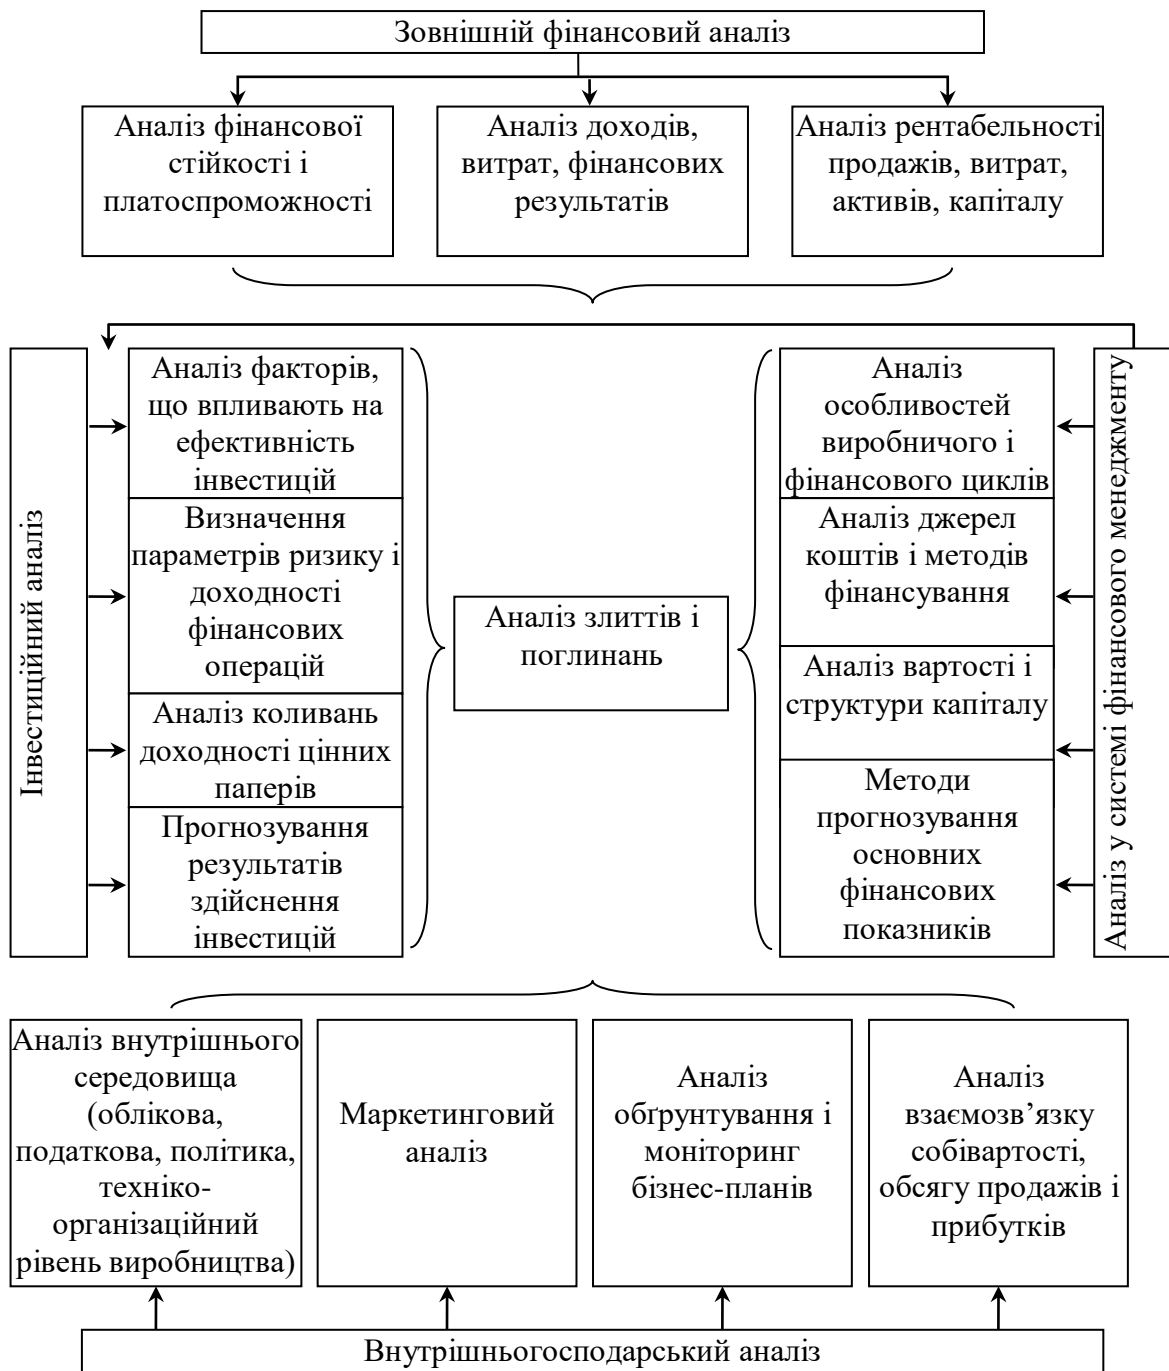 Зовнішній фінансовий аналіз
Аналіз фінансової
стійкості і
платоспроможності
Аналіз доходів,
витрат, фінансових
результатів
Аналіз рентабельності
продажів, витрат,
активів, капіталу
Інвестиційний аналіз
Аналіз факторів,
що впливають на
ефективність
інвестицій
Визначення
параметрів ризику і
доходності
фінансових
операцій
Аналіз коливань
доходності цінних
паперів
Прогнозування
результатів
здійснення
інвестицій
Аналіз злиттів і
поглинань
Аналіз
особливостей
виробничого і
фінансового циклів
Аналіз джерел
коштів і методів
фінансування
Аналіз вартості і
структури капіталу
Методи
прогнозування
основних
фінансових
показників
Аналіз у системі фінансового менеджменту
Аналіз внутрішнього
середовища
(облікова,
податкова, політика,
техніко-
організаційний
рівень виробництва)
Маркетинговий
аналіз
Аналіз
обґрунтування і
моніторинг
бізнес-планів
Аналіз
взаємозв’язку
собівартості,
обсягу продажів і
прибутків
Внутрішньогосподарський аналіз